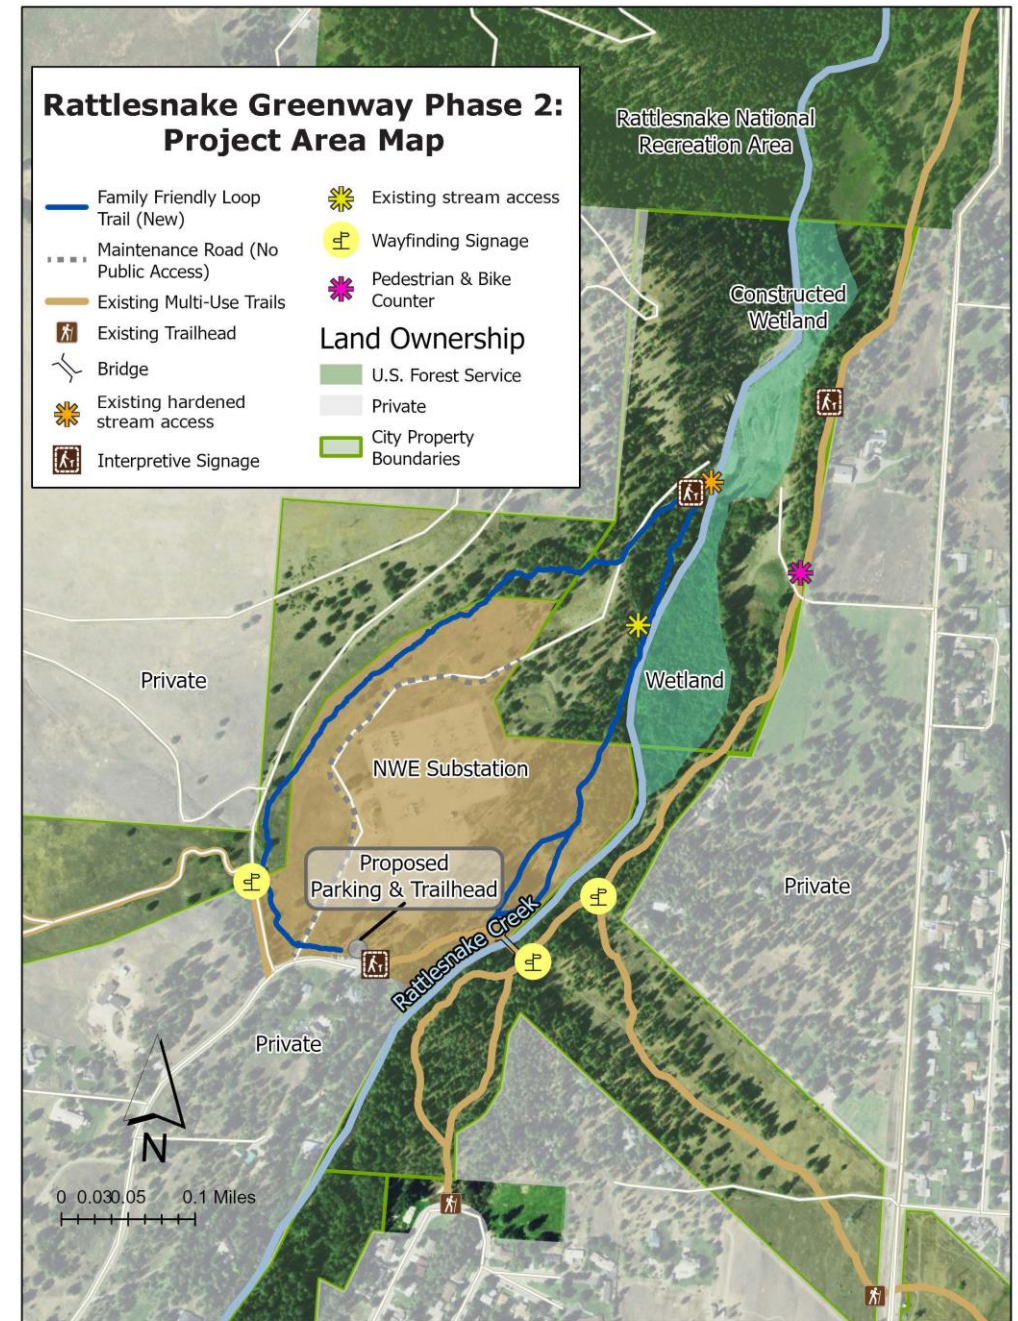 Rattlesnake Greenway Phase 2:
Project Area Map
Family Friendly Loop
Trail (New)
Maintenance Road (No
Public Access)
Existing Multi-Use Trails
Existing Trailhead
Bridge
Existing hardened
stream access
Interpretive Signage
Existing stream access
Wayfinding Signage
Pedestrian & Bike
Counter
Land Ownership
U.S. Forest Service
Private
City Property
Boundaries
Rattlesnake National
Recreation Area
Constructed
Wetland
Private
Wetland
NWE Substation
Proposed
Parking & Trailhead
Private
Rattlesnake Creek
Private
N
0 0.030.05 0.1 Miles